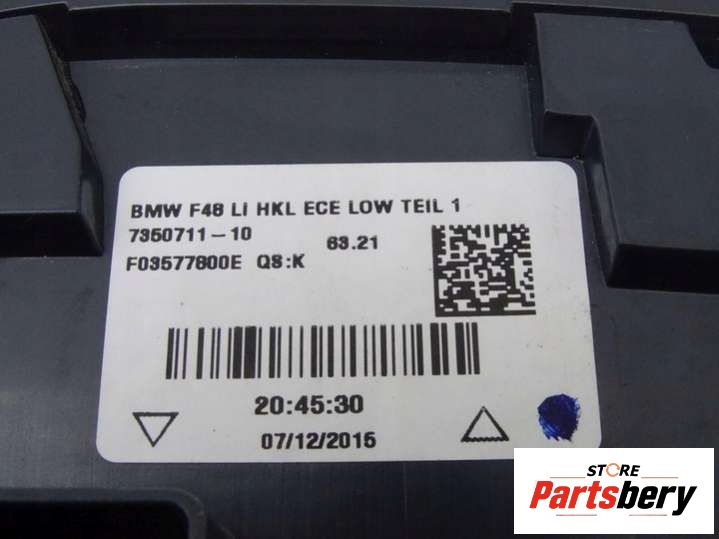 BMW F48 LI HKL ECE LOW TEIL 1
7350711-10 63.21
F03577800E QS:K
20:45:30
07/12/2015
STORE
Partsbery